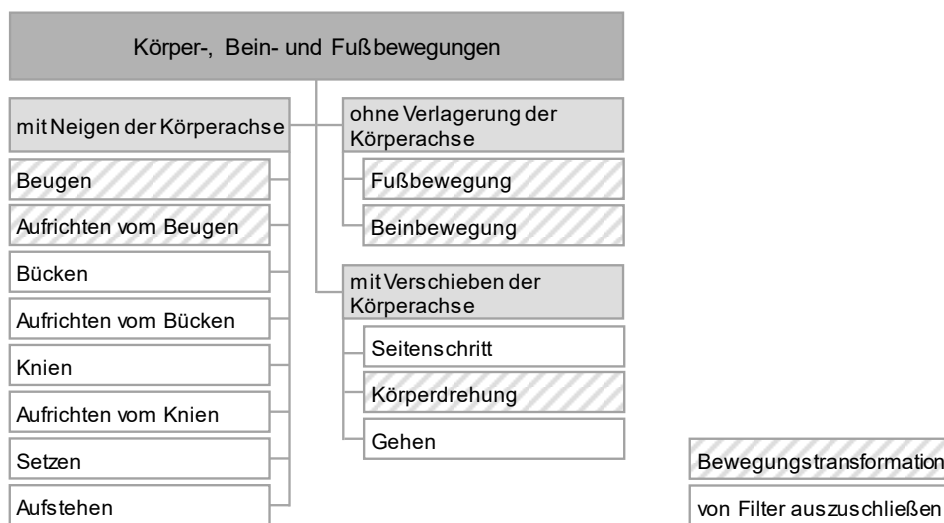 Körper-, Bein- und Fußbewegungen
mit Neigen der Körperachse
Beugen
Aufrichten vom Beugen
Bücken
Aufrichten vom Bücken
Knien
Aufrichten vom Knien
Setzen
Aufstehen
ohne Verlagerung der
Körperachse
Fußbewegung
Beinbewegung
mit Verschieben der
Körperachse
Seitenschritt
Körperdrehung
Gehen
Bewegungstransformation
von Filter auszuschließen